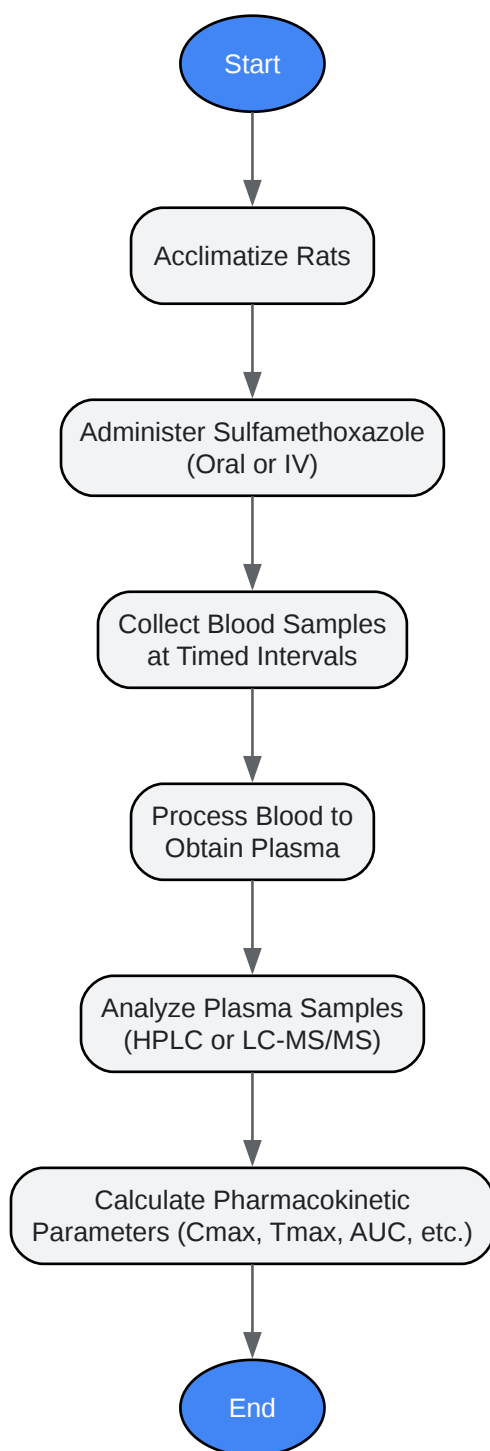 Start
Acclimatize Rats
Administer Sulfamethoxazole
(Oral or IV)
Collect Blood Samples
at Timed Intervals
Process Blood to
Obtain Plasma
Analyze Plasma Samples
(HPLC or LC-MS/MS)
Calculate Pharmacokinetic
Parameters (Cmax, Tmax, AUC, etc.)
End